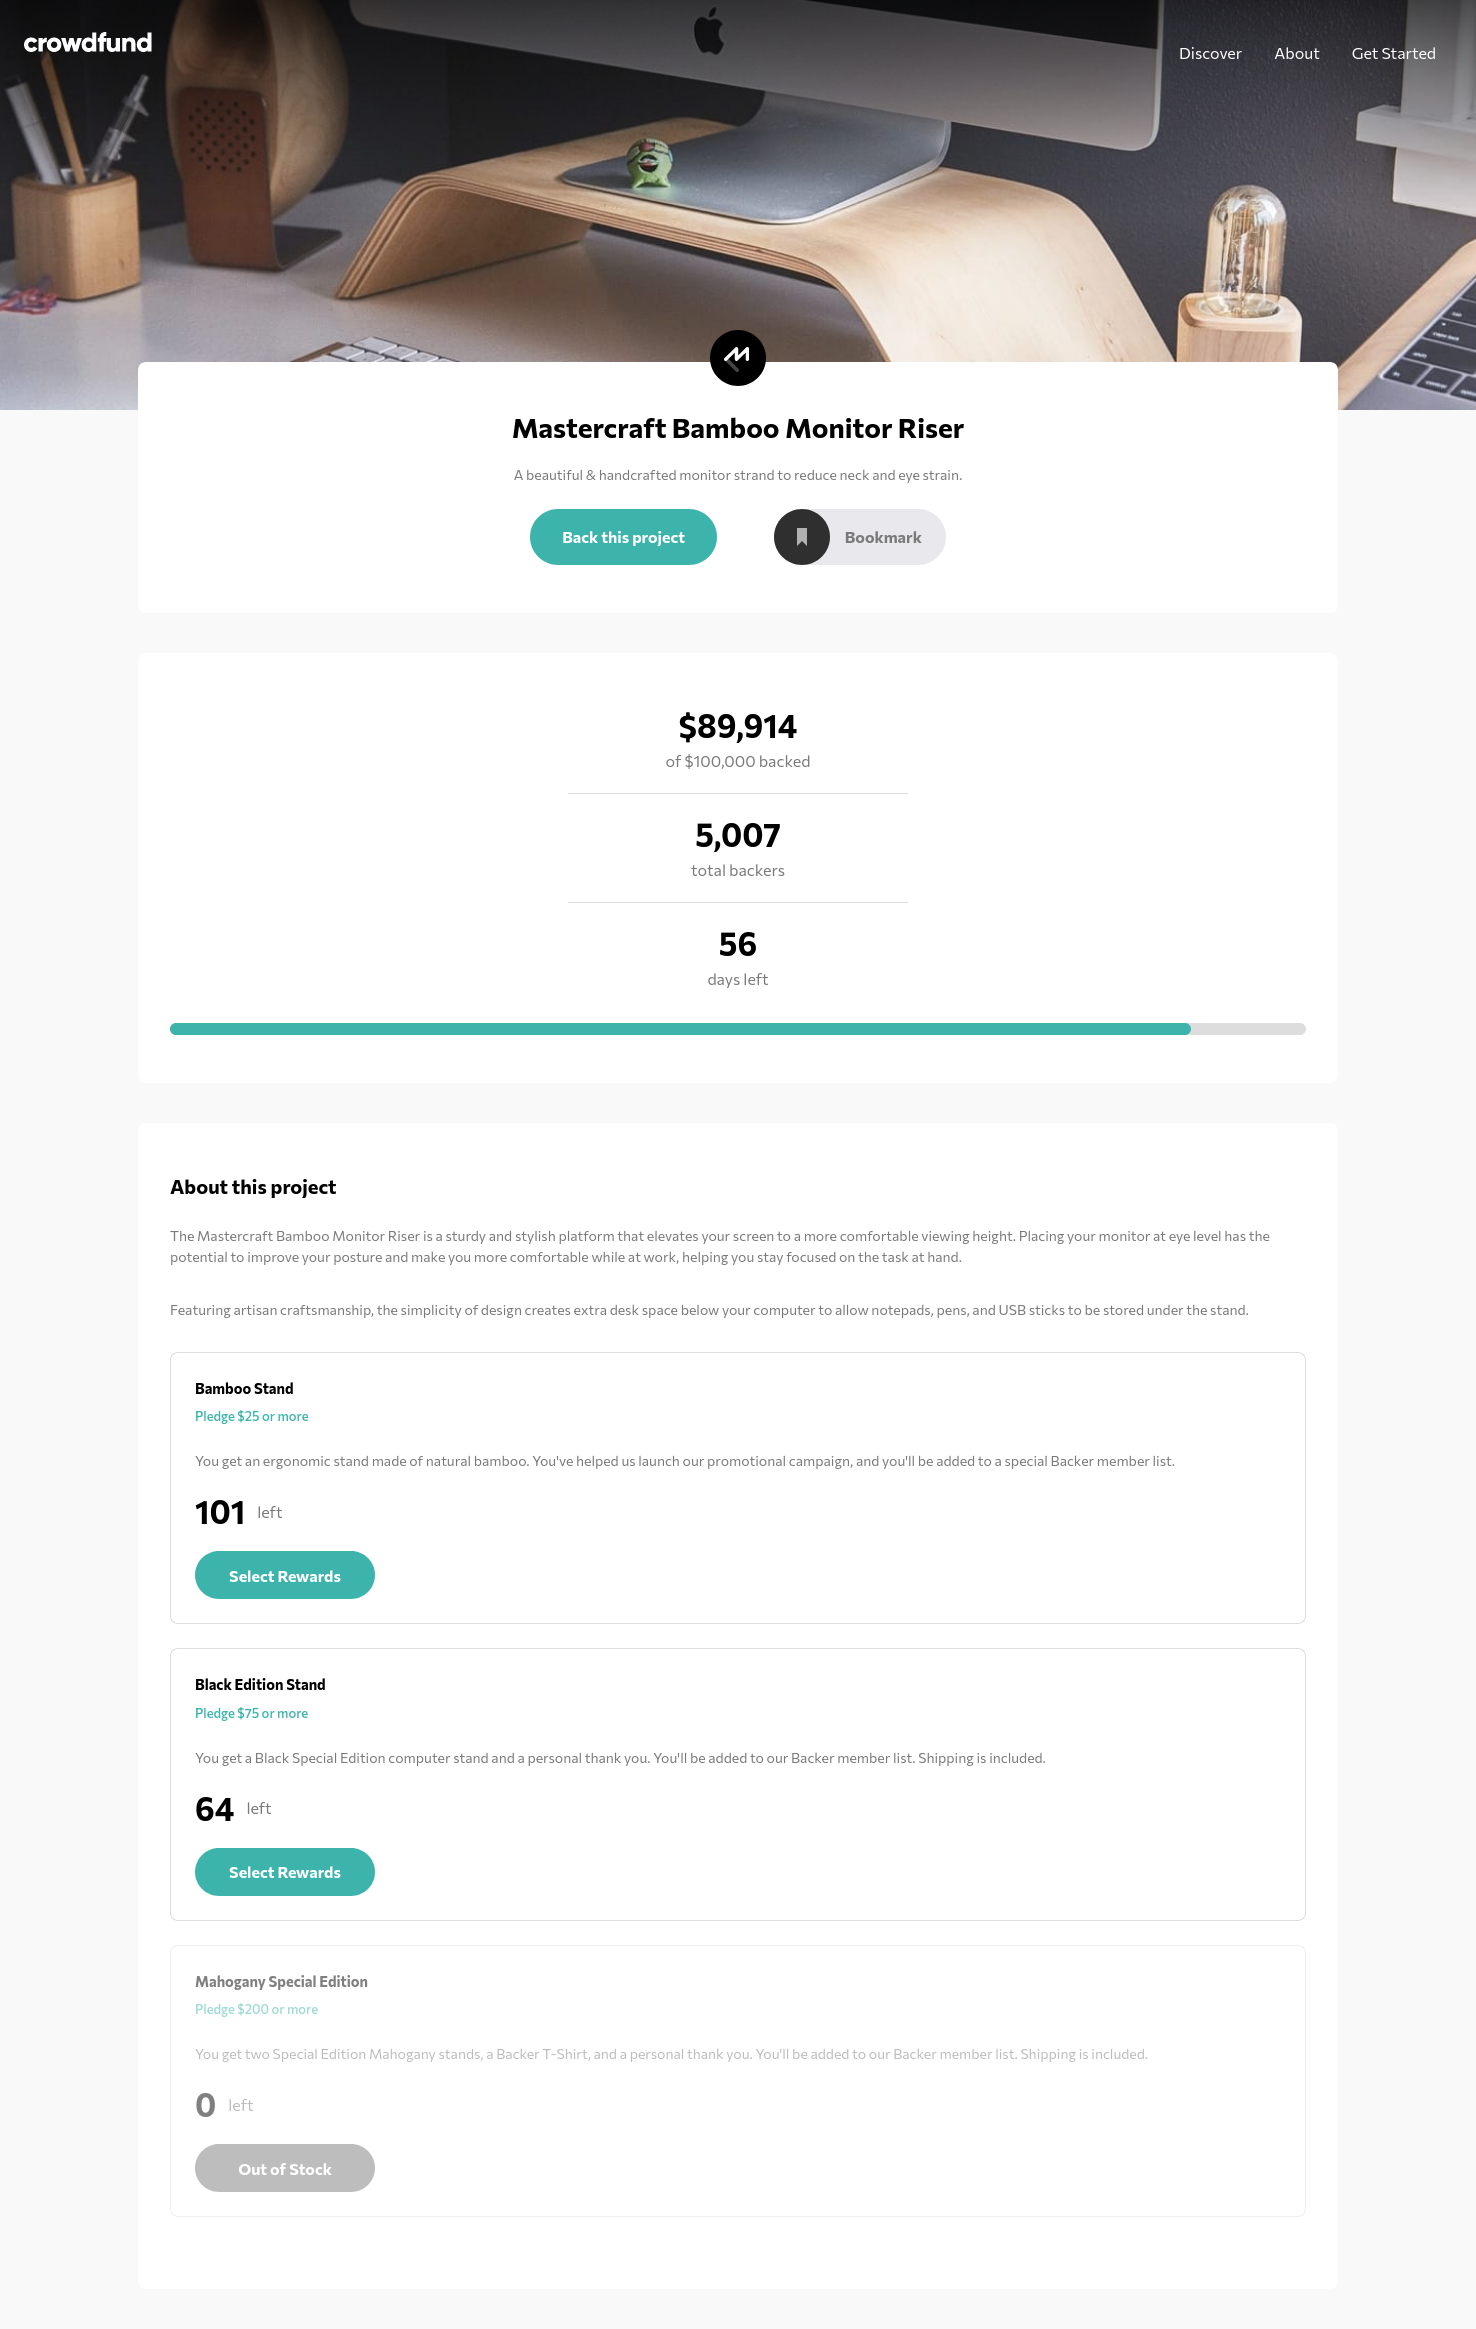 crowdfund
Discover
About
Get Started
Mastercraft Bamboo Monitor Riser
A beautiful & handcrafted monitor strand to reduce neck and eye strain.
Back this project
Bookmark
$89,914
of $100,000 backed
5,007
total backers
56
days left
About this project
The Mastercraft Bamboo Monitor Riser is a sturdy and stylish platform that elevates your screen to a more comfortable viewing height. Placing your monitor at eye level has the
potential to improve your posture and make you more comfortable while at work, helping you stay focused on the task at hand.
Featuring artisan craftsmanship, the simplicity of design creates extra desk space below your computer to allow notepads, pens, and USB sticks to be stored under the stand.
Bamboo Stand
Pledge $25 or more
You get an ergonomic stand made of natural bamboo. You've helped us launch our promotional campaign, and you'll be added to a special Backer member list.
101 left
Select Rewards
Black Edition Stand
Pledge $75 or more
You get a Black Special Edition computer stand and a personal thank you. You'll be added to our Backer member list. Shipping is included.
64 left
Select Rewards
Mahogany Special Edition
Pledge $200 or more
You get two Special Edition Mahogany stands, a Backer T-Shirt, and a personal thank you. You'll be added to our Backer member list. Shipping is included.
0 left
Out of Stock